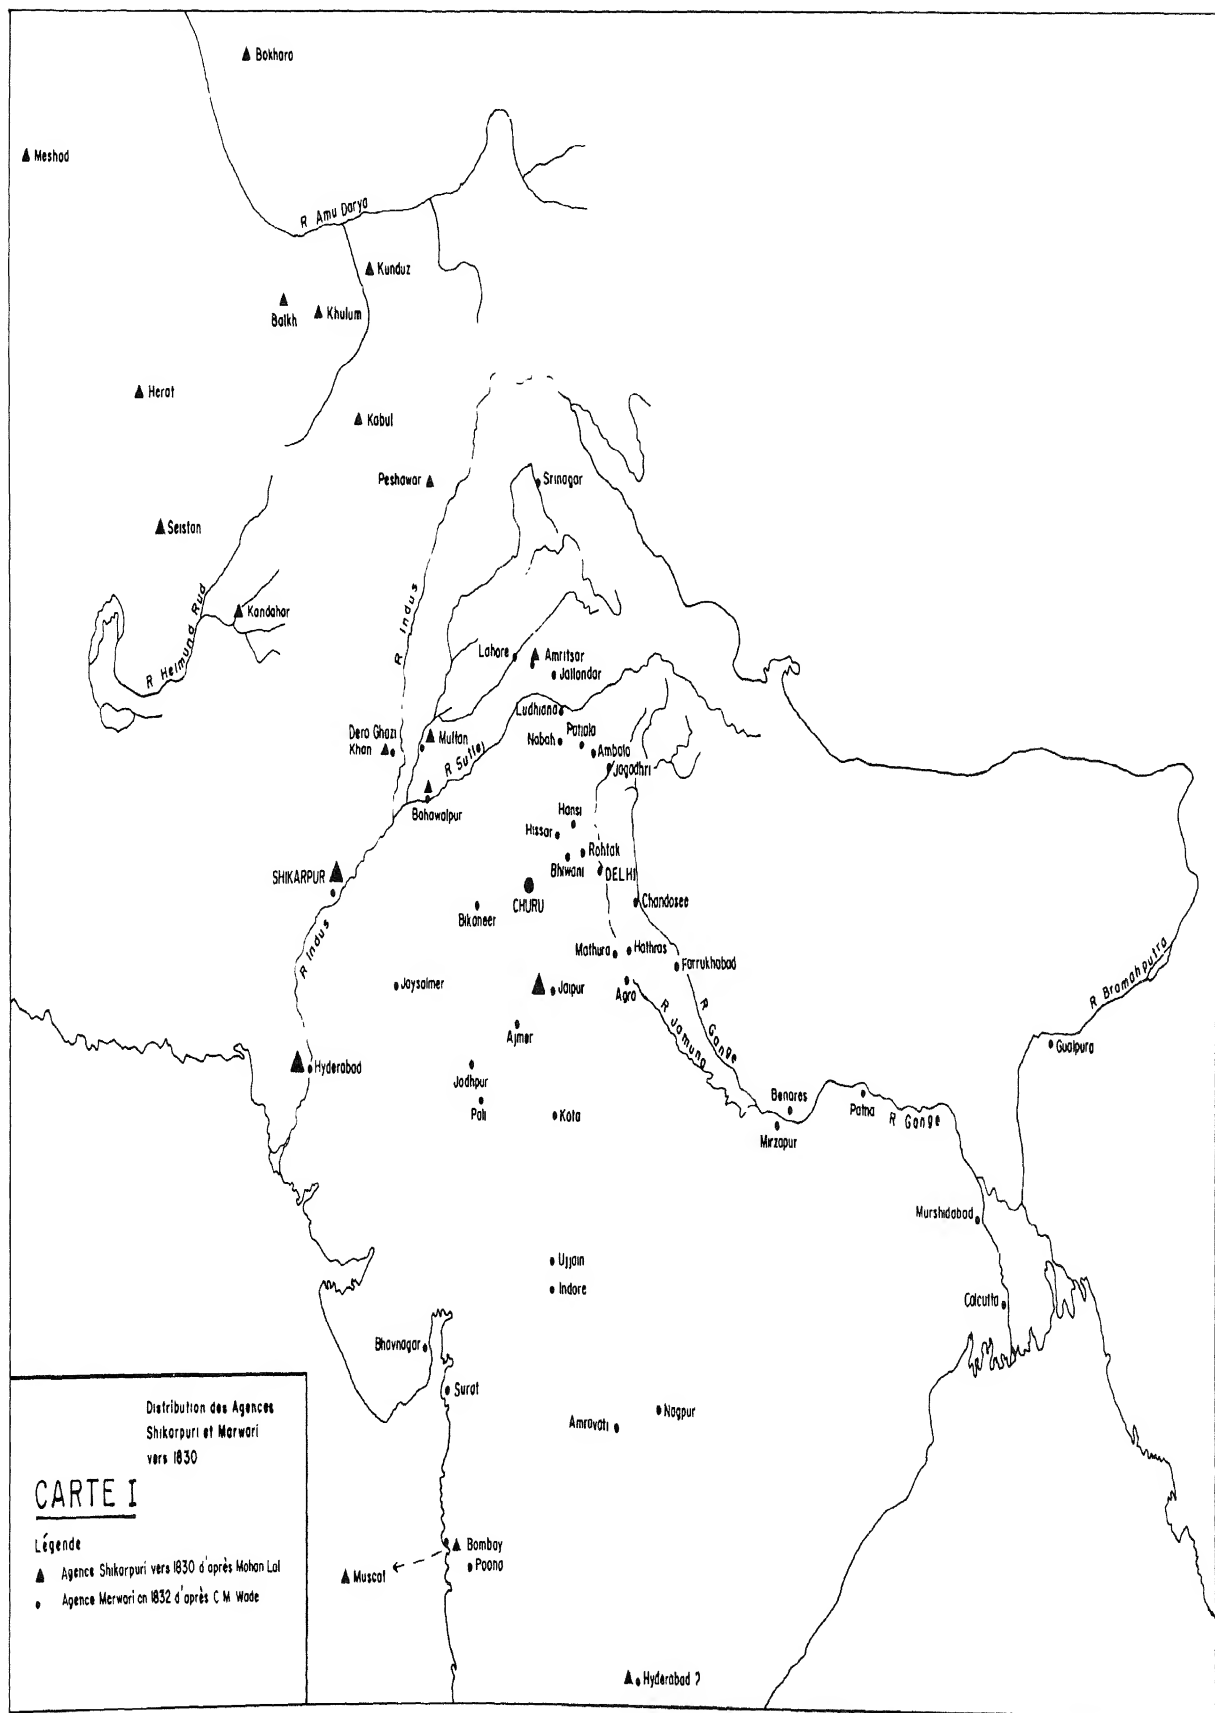 Bokhara
Meshad
R Amu Darya
Kunduz
Balkh
Khulum
Herat
Kabul
Peshawar
Srinagar
Seistan
R Indus
R Helmund Rud
Kandahar
Lahore
Amritsar
Jallandar
Ludhiana
Patiala
Nabah
Ambala
Jagadhri
Dera Ghazi
Khan
Multan
R Sutlej
Bahawalpur
Hansi
Hissar
Rohtak
Bhiwani
DELHI
SHIKARPUR
CHURU
Chandosee
Bikaneer
R Indus
Mathura
Hathras
Farrukhabad
Jaysalmer
Jaipur
Agra
R Jamuna
R Gange
R Bramahputra
Ajmer
Gualpura
Hyderabad
Jodhpur
Pali
Kota
Benares
Mirzapur
Patna
R Gange
Murshidabad
Ujjain
Indore
Calcutta
Bhavnagar
Surat
Amravati
Nagpur
Distribution des Agences
Shikarpuri et Marwari
vers 1830
CARTE I
Légende
Agence Shikarpuri vers 1830 d'après Mohan Lal
Agence Merwari en 1832 d'après C M Wade
Bombay
Poona
Muscat
Hyderabad ?